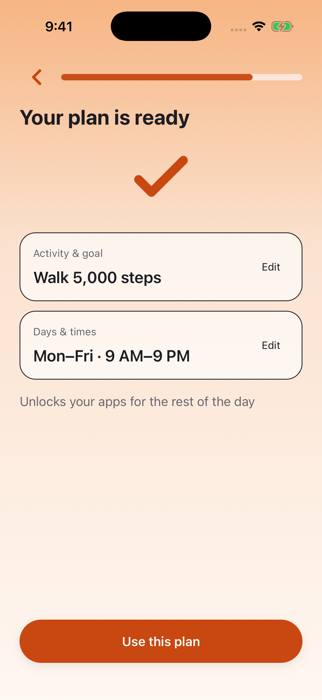 9:41
Your plan is ready
Activity & goal
Walk 5,000 steps
Edit
Days & times
Mon–Fri · 9 AM–9 PM
Edit
Unlocks your apps for the rest of the day
Use this plan